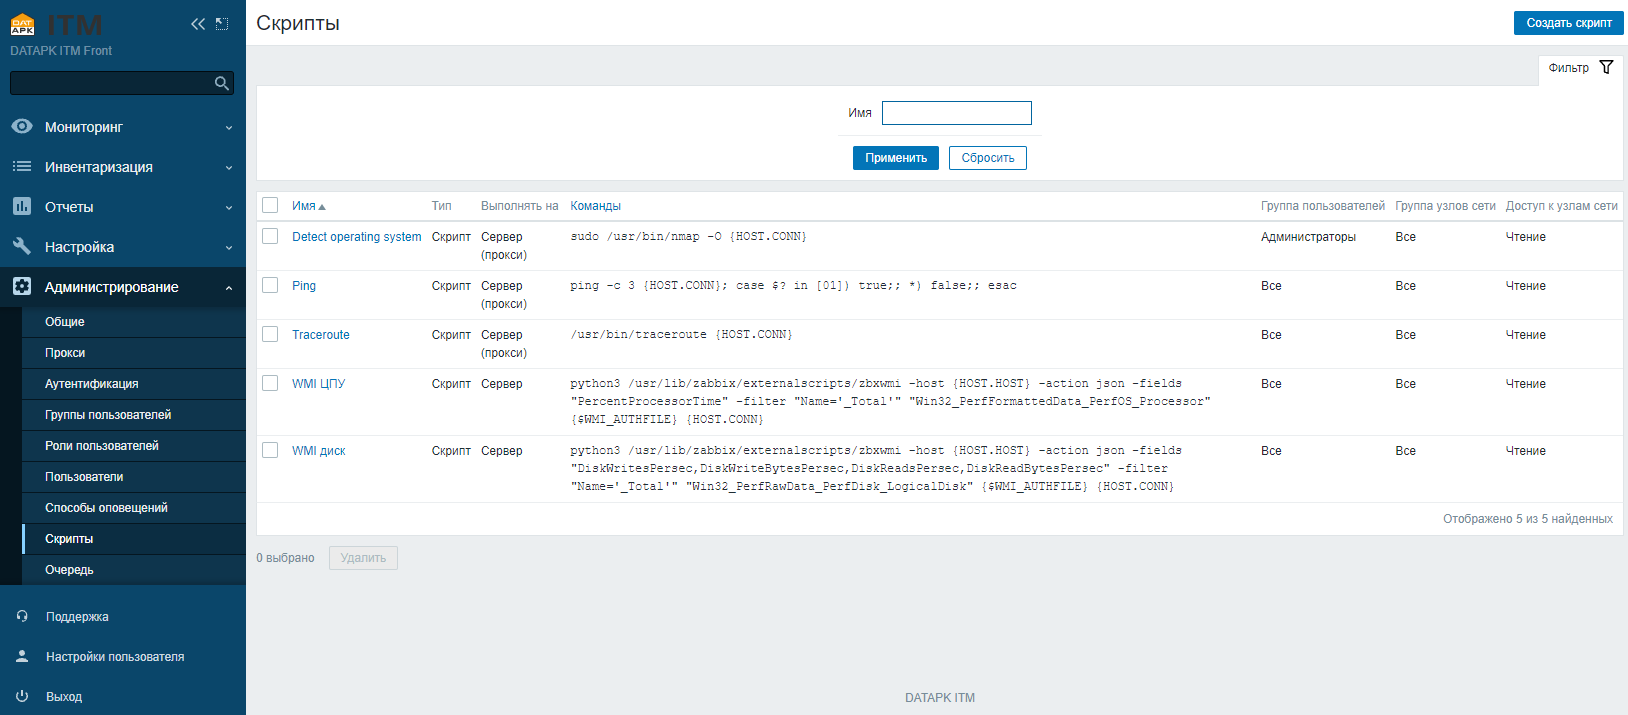 DAT
APK
ITM
DATAPK ITM Front
Мониторинг
Инвентаризация
Отчеты
Настройка
Администрирование
Общие
Прокси
Аутентификация
Группы пользователей
Роли пользователей
Пользователи
Способы оповещений
Скрипты
Очередь
Поддержка
Настройки пользователя
Выход
Скрипты
Создать скрипт
Фильтр
Имя
Применить Сбросить
Имя Тип Выполнять на Команды Группа пользователей Группа узлов сети Доступ к узлам сети
Detect operating system Скрипт Сервер sudo /usr/bin/nmap -O {HOST.CONN} Администраторы Все Чтение
(прокси)
Ping Скрипт Сервер ping -c 3 {HOST.CONN}; case $? in [01]) true;; *) false;; esac Все Все Чтение
(прокси)
Traceroute Скрипт Сервер /usr/bin/traceroute {HOST.CONN} Все Все Чтение
(прокси)
WMI ЦПУ Скрипт Сервер python3 /usr/lib/zabbix/externalscripts/zbxwmi -host {HOST.HOST} -action json -fields Все Все Чтение
"PercentProcessorTime" -filter "Name='_Total'" "Win32_PerfFormattedData_PerfOS_Processor"
{$WMI_AUTHFILE} {HOST.CONN}
WMI диск Скрипт Сервер python3 /usr/lib/zabbix/externalscripts/zbxwmi -host {HOST.HOST} -action json -fields Все Все Чтение
"DiskWritesPersec,DiskWriteBytesPersec,DiskReadsPersec,DiskReadBytesPersec" -filter
"Name='_Total'" "Win32_PerfRawData_PerfDisk_LogicalDisk" {$WMI_AUTHFILE} {HOST.CONN}
Отображено 5 из 5 найденных
0 выбрано Удалить
DATAPK ITM